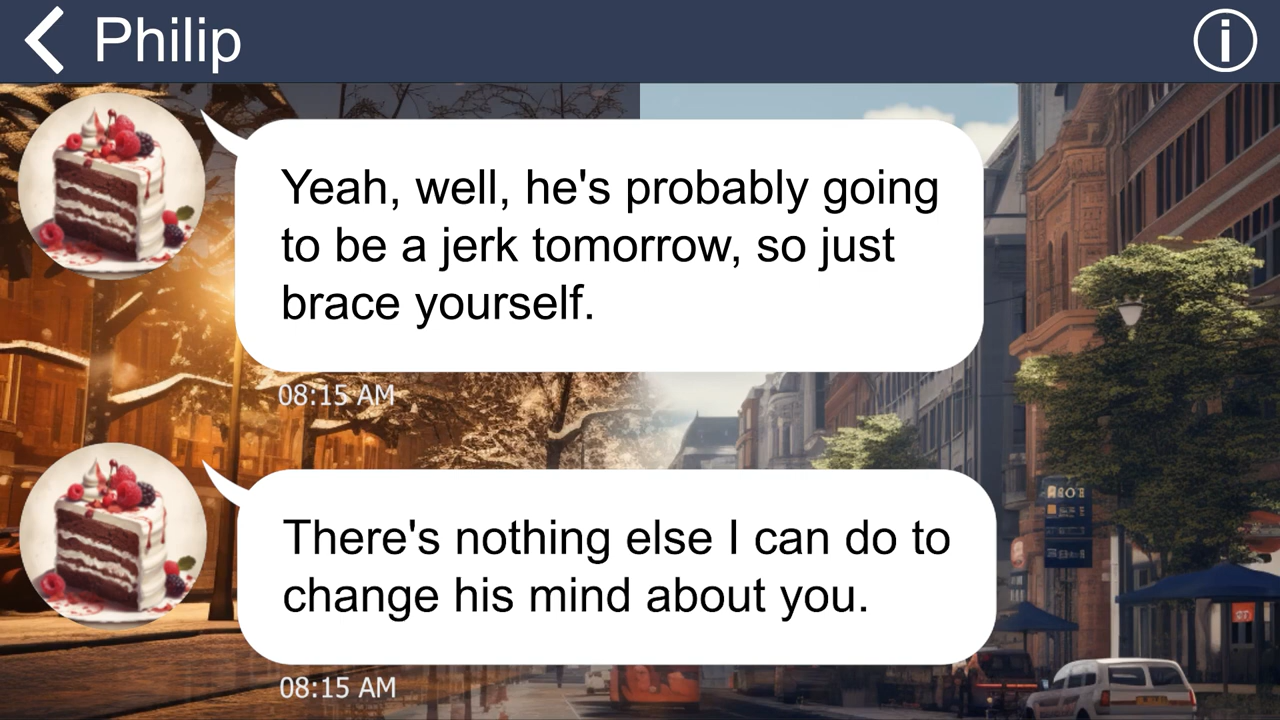 Philip
Yeah, well, he's probably going
to be a jerk tomorrow, so just
brace yourself.
08:15 AM
There's nothing else I can do to
change his mind about you.
08:15 AM